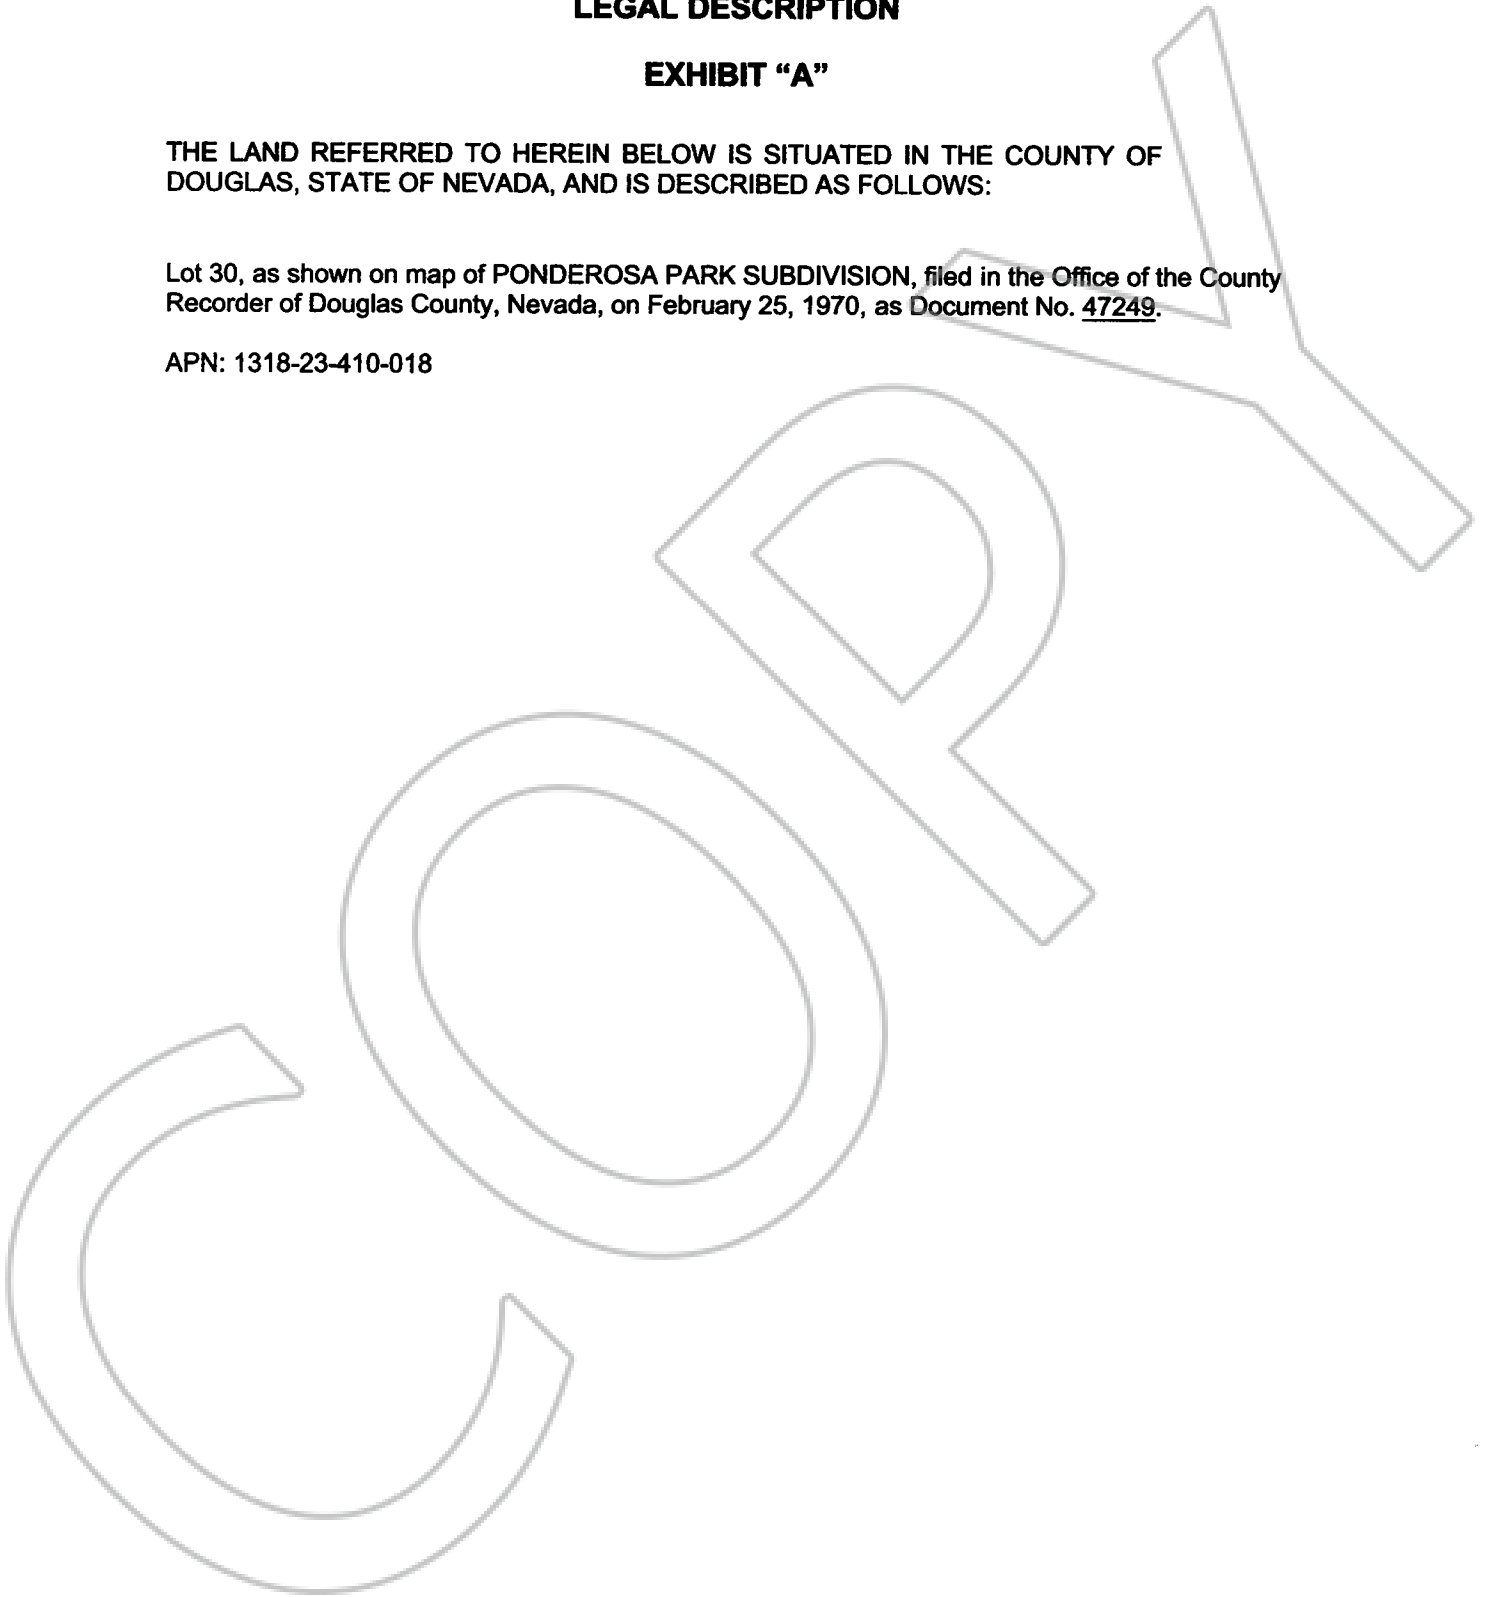 LEGAL DESCRIPTION
EXHIBIT “A”
THE LAND REFERRED TO HEREIN BELOW IS SITUATED IN THE COUNTY OF
DOUGLAS, STATE OF NEVADA, AND IS DESCRIBED AS FOLLOWS:
Lot 30, as shown on map of PONDEROSA PARK SUBDIVISION, filed in the Office of the County
Recorder of Douglas County, Nevada, on February 25, 1970, as Document No. 47249.
APN: 1318-23-410-018
COPY